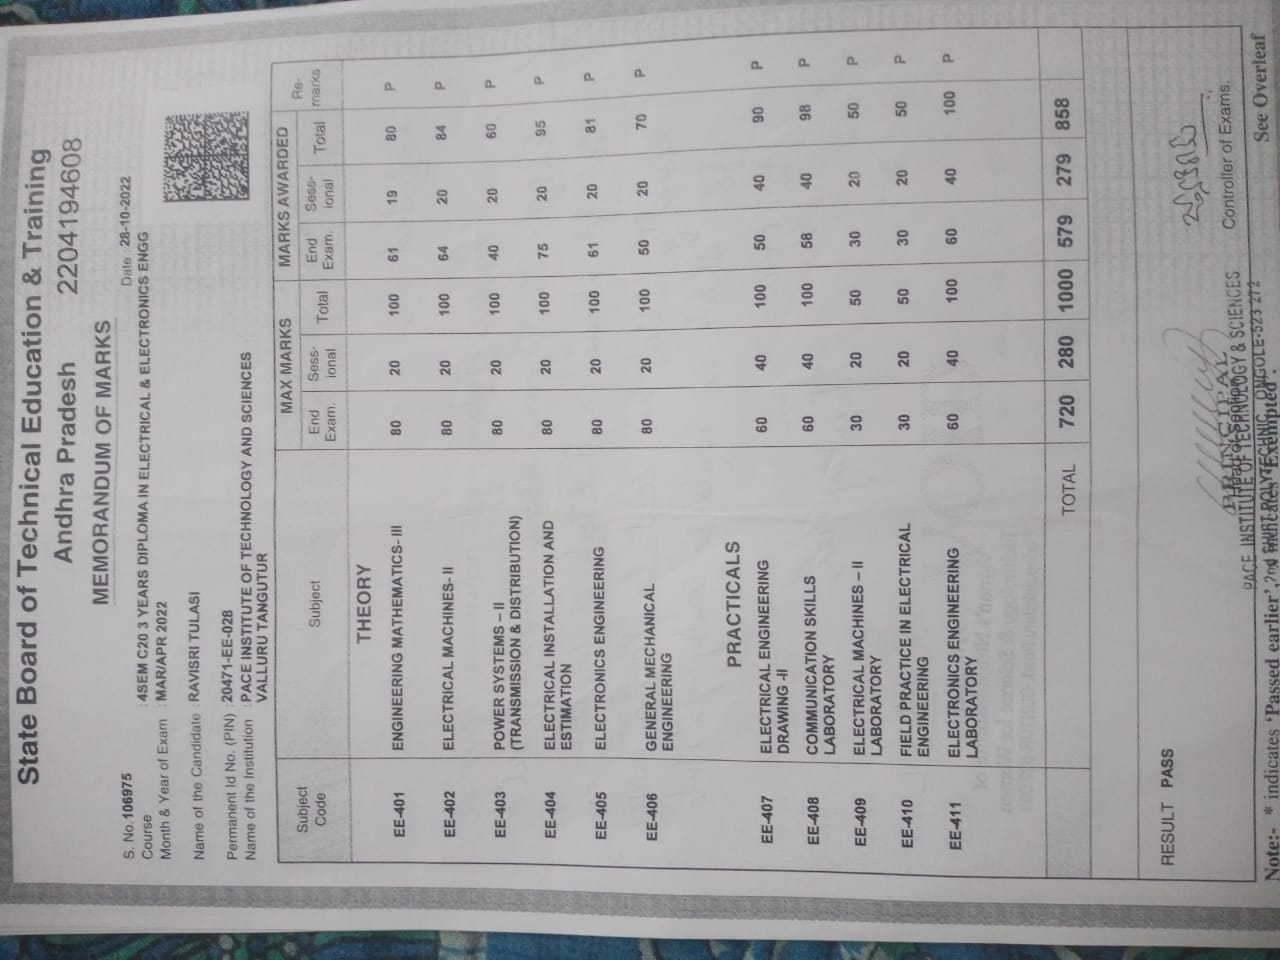 State Board of Technical Education & Training
Andhra Pradesh 2204194608
MEMORANDUM OF MARKS
S. No. 106975 Date : 28-10-2022
Course : 4SEM C20 3 YEARS DIPLOMA IN ELECTRICAL & ELECTRONICS ENGG
Month & Year of Exam : MAR/APR 2022
Name of the Candidate : RAVISRI TULASI
Permanent Id No. (PIN) : 20471-EE-028
Name of the Institution : PACE INSTITUTE OF TECHNOLOGY AND SCIENCES
VALLURU TANGUTUR
Subject Code Subject MAX MARKS MARKS AWARDED Re-marks
End Exam. Sess-ional Total End Exam. Sess-ional Total
THEORY
EE-401 ENGINEERING MATHEMATICS- III 80 20 100 61 19 80 P
EE-402 ELECTRICAL MACHINES- II 80 20 100 64 20 84 P
EE-403 POWER SYSTEMS – II 80 20 100 40 20 60 P
(TRANSMISSION & DISTRIBUTION)
EE-404 ELECTRICAL INSTALLATION AND 80 20 100 75 20 95 P
ESTIMATION
EE-405 ELECTRONICS ENGINEERING 80 20 100 61 20 81 P
EE-406 GENERAL MECHANICAL 80 20 100 50 20 70 P
ENGINEERING
PRACTICALS
EE-407 ELECTRICAL ENGINEERING 60 40 100 50 40 90 P
DRAWING -II
EE-408 COMMUNICATION SKILLS 60 40 100 58 40 98 P
LABORATORY
EE-409 ELECTRICAL MACHINES – II 30 20 50 30 20 50 P
LABORATORY
EE-410 FIELD PRACTICE IN ELECTRICAL 30 20 50 30 20 50 P
ENGINEERING
EE-411 ELECTRONICS ENGINEERING 60 40 100 60 40 100 P
LABORATORY
TOTAL 720 280 1000 579 279 858
RESULT PASS
PRINCIPAL
Head of Section Controller of Exams.
PACE INSTITUTE OF TECHNOLOGY & SCIENCES
2nd SHIFT POLYTECHNIC, ONGOLE-523 272
See Overleaf
Note:- * indicates 'Passed earlier', indicates 'Exempted'.